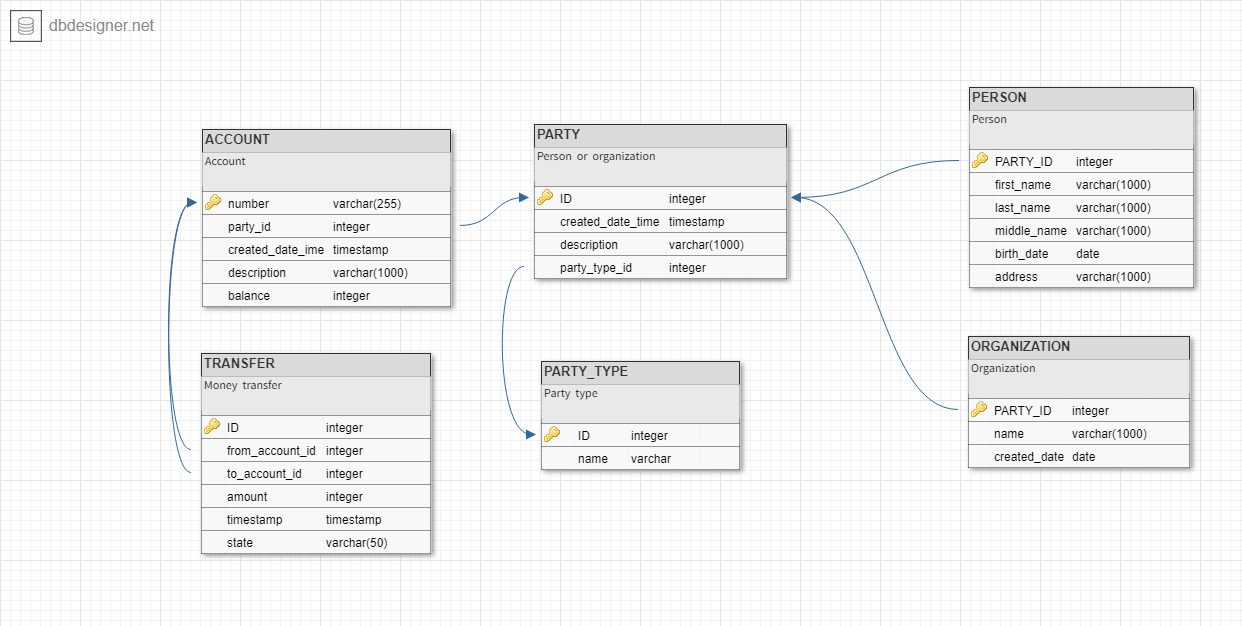 dbdesigner.net
ACCOUNT
Account
number varchar(255)
party_id integer
created_date_ime timestamp
description varchar(1000)
balance integer
TRANSFER
Money transfer
ID integer
from_account_id integer
to_account_id integer
amount integer
timestamp timestamp
state varchar(50)
PARTY
Person or organization
ID integer
created_date_time timestamp
description varchar(1000)
party_type_id integer
PARTY_TYPE
Party type
ID integer
name varchar
PERSON
Person
PARTY_ID integer
first_name varchar(1000)
last_name varchar(1000)
middle_name varchar(1000)
birth_date date
address varchar(1000)
ORGANIZATION
Organization
PARTY_ID integer
name varchar(1000)
created_date date